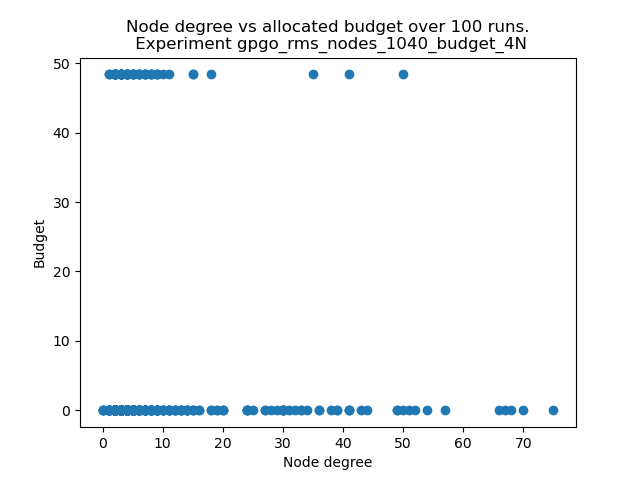 Node degree vs allocated budget over 100 runs.
Experiment gpgo_rms_nodes_1040_budget_4N
50
40
30
20
10
0
Budget
0 10 20 30 40 50 60 70
Node degree